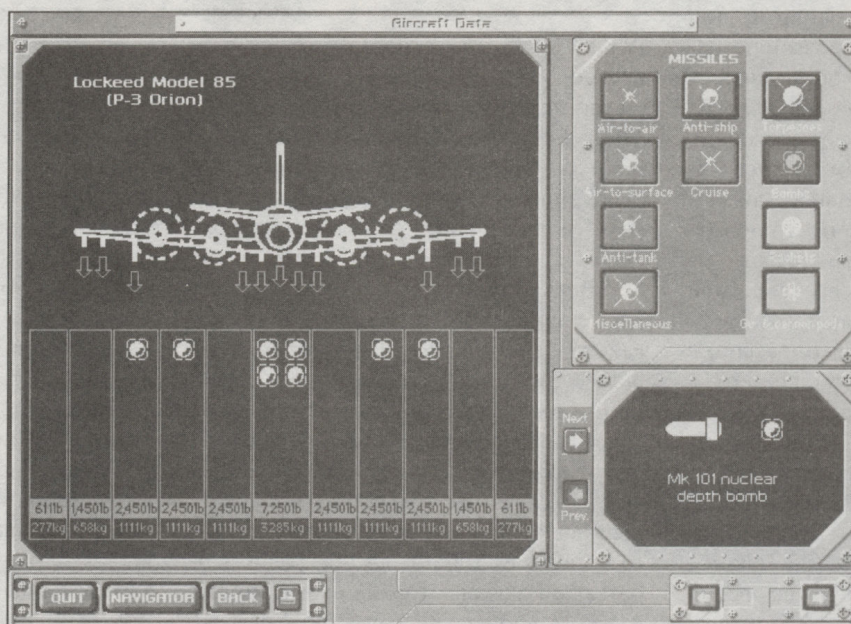 Aircraft Data
Lockeed Model 85
(P-3 Orion)
MISSILES
Air-to-air
Anti-ship
Torpedoes
Air-to-surface
Cruise
Bombs
Anti-tank
Rockets
Miscellaneous
611lb 1,450lb 2,450lb 2,450lb 2,450lb 7,250lb 2,450lb 2,450lb 2,450lb 1,450lb 611lb
277kg 658kg 1111kg 1111kg 1111kg 3285kg 1111kg 1111kg 1111kg 658kg 277kg
Next
Prev.
Mk 101 nuclear
depth bomb
QUIT NAVIGATOR BACK